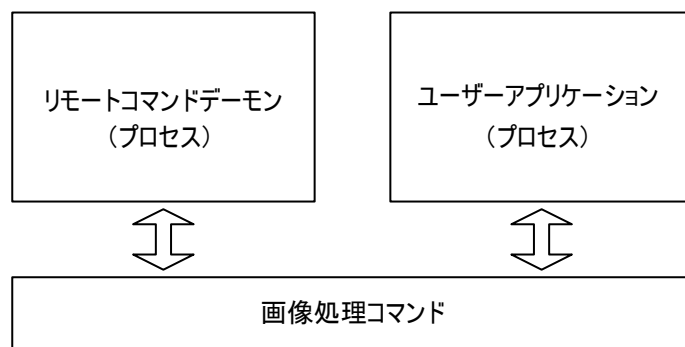 リモートコマンドデーモン
(プロセス)
ユーザーアプリケーション
(プロセス)
画像処理コマンド